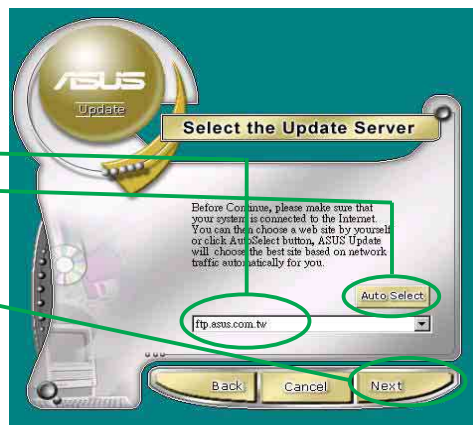 ASUS
Update
Select the Update Server
Before Continue, please make sure that
your system is connected to the Internet.
You can then choose a web site by yourself
or click AutoSelect button, ASUS Update
will choose the best site based on network
traffic automatically for you.
Auto Select
ftp.asus.com.tw
Back
Cancel
Next